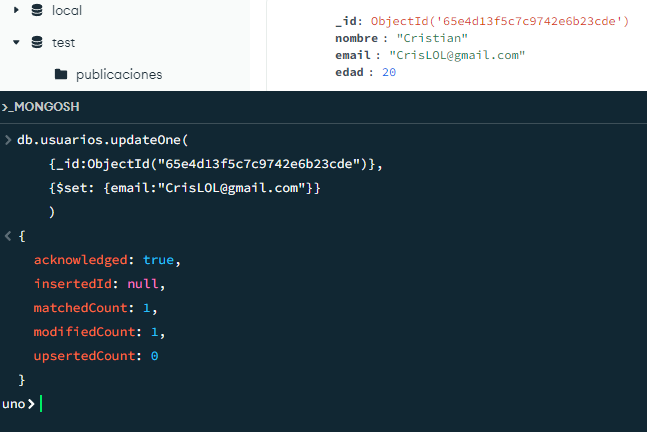 local
test
publicaciones
_id: ObjectId('65e4d13f5c7c9742e6b23cde')
nombre : "Cristian"
email : "CrisLOL@gmail.com"
edad : 20
>_MONGOSH
> db.usuarios.updateOne(
{_id:ObjectId("65e4d13f5c7c9742e6b23cde")},
{$set: {email:"CrisLOL@gmail.com"}}
)
< {
acknowledged: true,
insertedId: null,
matchedCount: 1,
modifiedCount: 1,
upsertedCount: 0
}
uno>